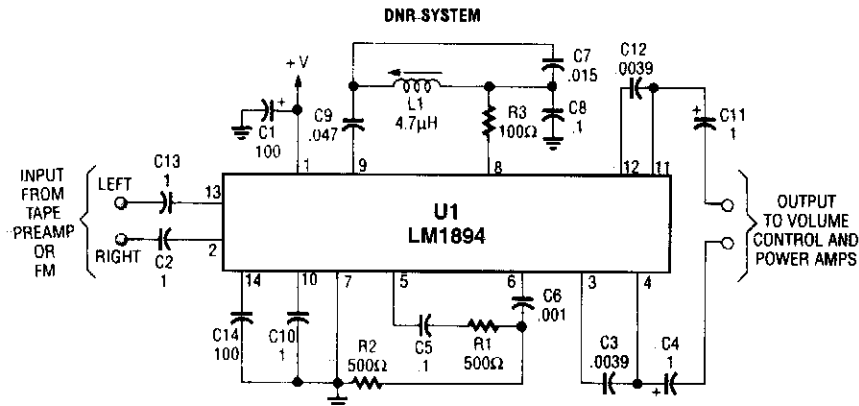 DNR SYSTEM
+V
+
C1
100
C9
.047
L1
4.7µH
R3
100Ω
C7
.015
C8
.1
C12
.0039
+
C11
1
1
9
8
12
11
INPUT
FROM
TAPE
PREAMP
OR
FM
LEFT
RIGHT
C13
1
C2
1
13
2
U1
LM1894
OUTPUT
TO VOLUME
CONTROL AND
POWER AMPS
14
10
7
5
6
3
4
C14
100
C10
1
R2
500Ω
C5
.1
R1
500Ω
C6
.001
C3
.0039
C4
1
+